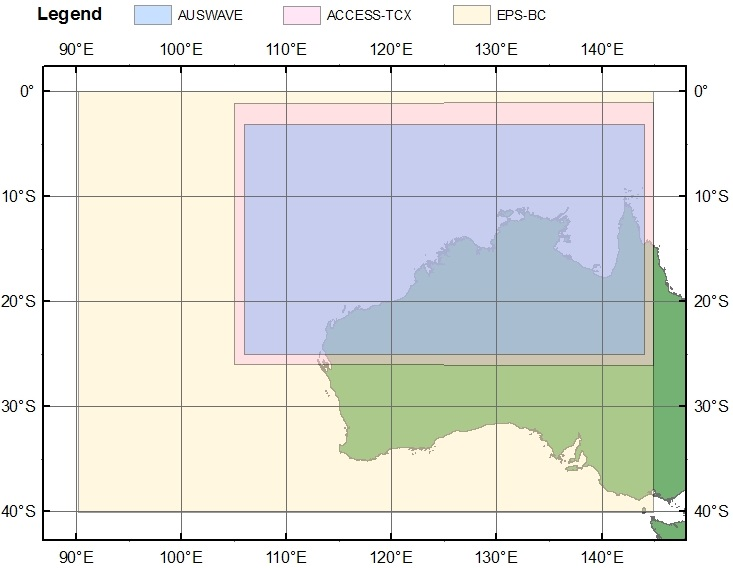 Legend AUSWAVE ACCESS-TCX EPS-BC
90°E 100°E 110°E 120°E 130°E 140°E
0° 0°
10°S 10°S
20°S 20°S
30°S 30°S
40°S 40°S
90°E 100°E 110°E 120°E 130°E 140°E